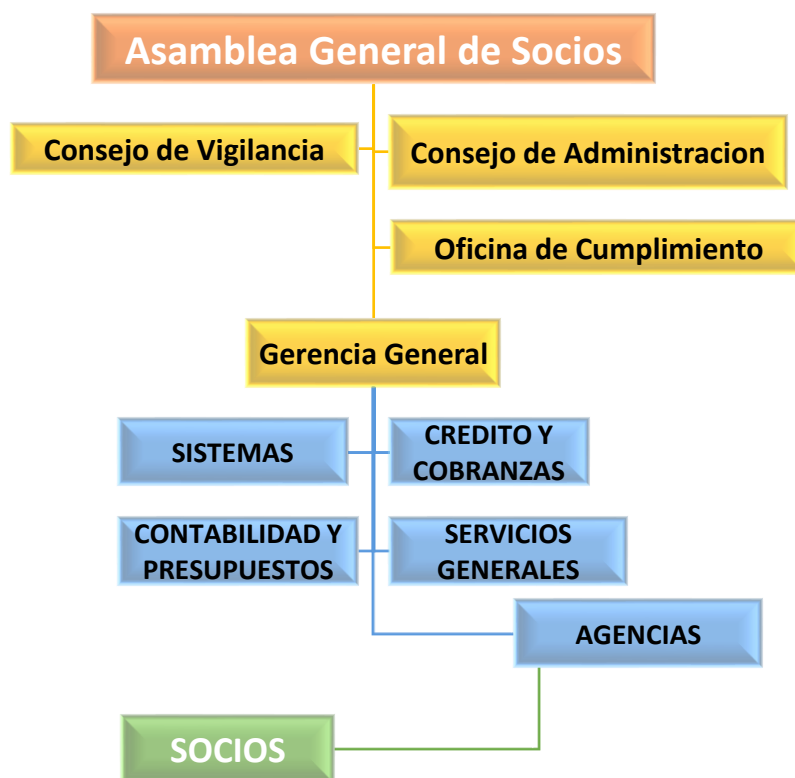 Asamblea General de Socios
Consejo de Vigilancia
Consejo de Administracion
Oficina de Cumplimiento
Gerencia General
SISTEMAS
CREDITO Y
COBRANZAS
CONTABILIDAD Y
PRESUPUESTOS
SERVICIOS
GENERALES
AGENCIAS
SOCIOS